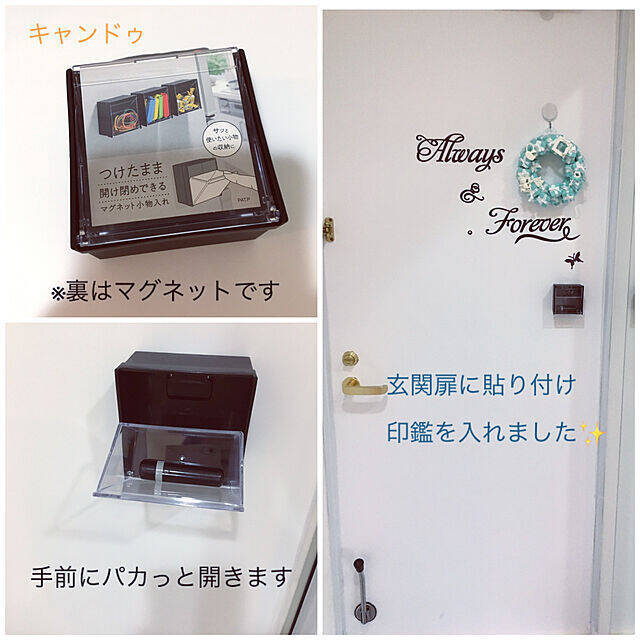 キャンドゥ
サッと
使いたい小物
の収納に
つけたまま
開け閉めできる
マグネット小物入れ
PAT.P
※裏はマグネットです
手前にパカっと開きます
Always
&
Forever
玄関扉に貼り付け
印鑑を入れました✨